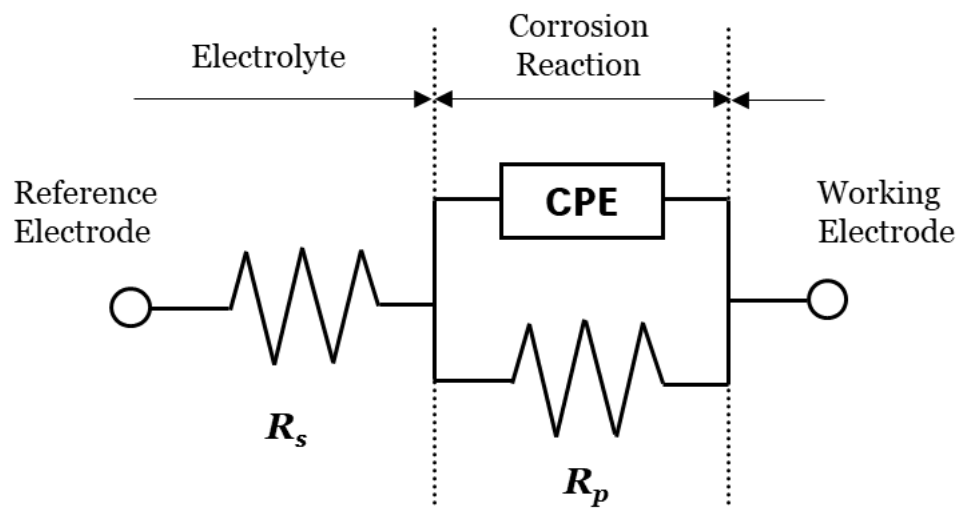 Electrolyte
Corrosion
Reaction
Reference
Electrode
CPE
Working
Electrode
Rs
Rp